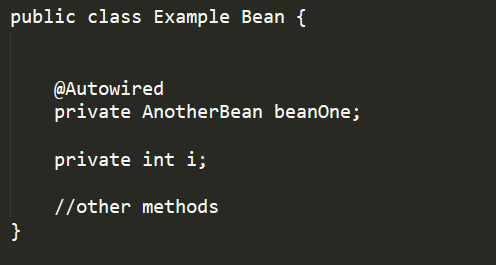 public class Example Bean {
@Autowired
private AnotherBean beanOne;
private int i;
//other methods
}